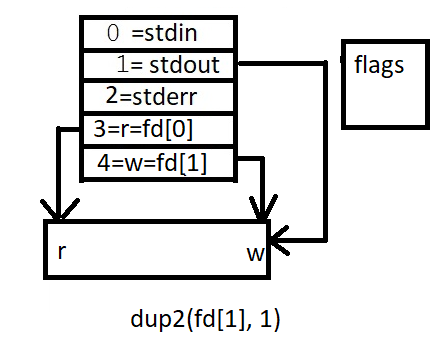 0 =stdin
1= stdout
2=stderr
3=r=fd[0]
4=w=fd[1]
flags
r
w
dup2(fd[1], 1)